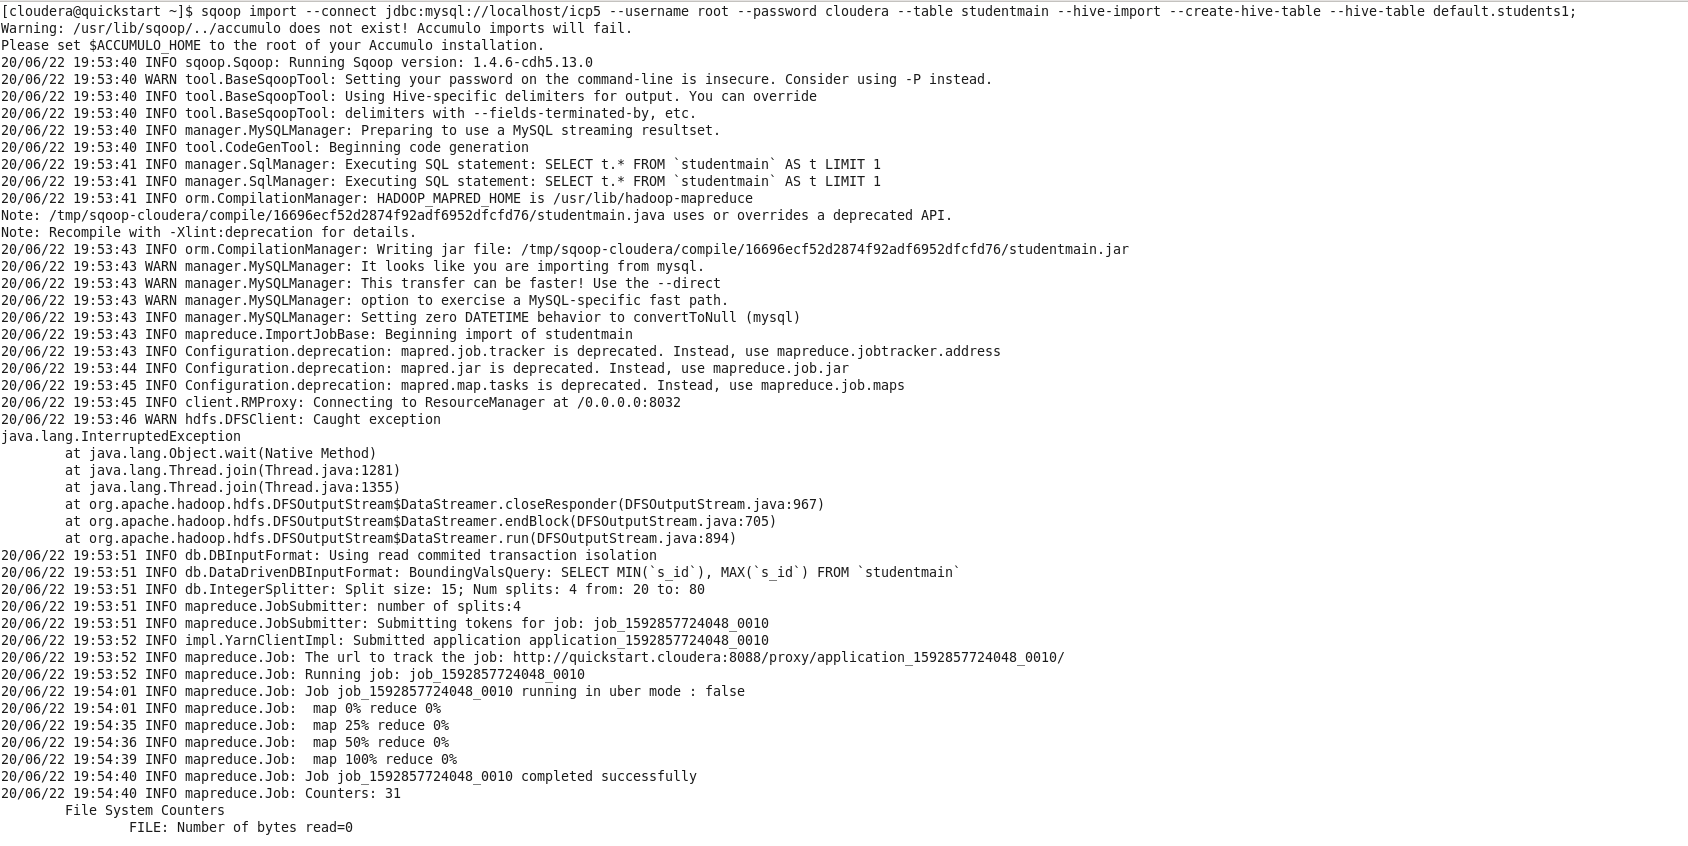 [cloudera@quickstart ~]$ sqoop import --connect jdbc:mysql://localhost/icp5 --username root --password cloudera --table studentmain --hive-import --create-hive-table --hive-table default.students1;
Warning: /usr/lib/sqoop/../accumulo does not exist! Accumulo imports will fail.
Please set $ACCUMULO_HOME to the root of your Accumulo installation.
20/06/22 19:53:40 INFO sqoop.Sqoop: Running Sqoop version: 1.4.6-cdh5.13.0
20/06/22 19:53:40 WARN tool.BaseSqoopTool: Setting your password on the command-line is insecure. Consider using -P instead.
20/06/22 19:53:40 INFO tool.BaseSqoopTool: Using Hive-specific delimiters for output. You can override
20/06/22 19:53:40 INFO tool.BaseSqoopTool: delimiters with --fields-terminated-by, etc.
20/06/22 19:53:40 INFO manager.MySQLManager: Preparing to use a MySQL streaming resultset.
20/06/22 19:53:40 INFO tool.CodeGenTool: Beginning code generation
20/06/22 19:53:41 INFO manager.SqlManager: Executing SQL statement: SELECT t.* FROM `studentmain` AS t LIMIT 1
20/06/22 19:53:41 INFO manager.SqlManager: Executing SQL statement: SELECT t.* FROM `studentmain` AS t LIMIT 1
20/06/22 19:53:41 INFO orm.CompilationManager: HADOOP_MAPRED_HOME is /usr/lib/hadoop-mapreduce
Note: /tmp/sqoop-cloudera/compile/16696ecf52d2874f92adf6952dfcfd76/studentmain.java uses or overrides a deprecated API.
Note: Recompile with -Xlint:deprecation for details.
20/06/22 19:53:43 INFO orm.CompilationManager: Writing jar file: /tmp/sqoop-cloudera/compile/16696ecf52d2874f92adf6952dfcfd76/studentmain.jar
20/06/22 19:53:43 WARN manager.MySQLManager: It looks like you are importing from mysql.
20/06/22 19:53:43 WARN manager.MySQLManager: This transfer can be faster! Use the --direct
20/06/22 19:53:43 WARN manager.MySQLManager: option to exercise a MySQL-specific fast path.
20/06/22 19:53:43 INFO manager.MySQLManager: Setting zero DATETIME behavior to convertToNull (mysql)
20/06/22 19:53:43 INFO mapreduce.ImportJobBase: Beginning import of studentmain
20/06/22 19:53:43 INFO Configuration.deprecation: mapred.job.tracker is deprecated. Instead, use mapreduce.jobtracker.address
20/06/22 19:53:44 INFO Configuration.deprecation: mapred.jar is deprecated. Instead, use mapreduce.job.jar
20/06/22 19:53:45 INFO Configuration.deprecation: mapred.map.tasks is deprecated. Instead, use mapreduce.job.maps
20/06/22 19:53:45 INFO client.RMProxy: Connecting to ResourceManager at /0.0.0.0:8032
20/06/22 19:53:46 WARN hdfs.DFSClient: Caught exception
java.lang.InterruptedException
at java.lang.Object.wait(Native Method)
at java.lang.Thread.join(Thread.java:1281)
at java.lang.Thread.join(Thread.java:1355)
at org.apache.hadoop.hdfs.DFSOutputStream$DataStreamer.closeResponder(DFSOutputStream.java:967)
at org.apache.hadoop.hdfs.DFSOutputStream$DataStreamer.endBlock(DFSOutputStream.java:705)
at org.apache.hadoop.hdfs.DFSOutputStream$DataStreamer.run(DFSOutputStream.java:894)
20/06/22 19:53:51 INFO db.DBInputFormat: Using read commited transaction isolation
20/06/22 19:53:51 INFO db.DataDrivenDBInputFormat: BoundingValsQuery: SELECT MIN(`s_id`), MAX(`s_id`) FROM `studentmain`
20/06/22 19:53:51 INFO db.IntegerSplitter: Split size: 15; Num splits: 4 from: 20 to: 80
20/06/22 19:53:51 INFO mapreduce.JobSubmitter: number of splits:4
20/06/22 19:53:51 INFO mapreduce.JobSubmitter: Submitting tokens for job: job_1592857724048_0010
20/06/22 19:53:52 INFO impl.YarnClientImpl: Submitted application application_1592857724048_0010
20/06/22 19:53:52 INFO mapreduce.Job: The url to track the job: http://quickstart.cloudera:8088/proxy/application_1592857724048_0010/
20/06/22 19:53:52 INFO mapreduce.Job: Running job: job_1592857724048_0010
20/06/22 19:54:01 INFO mapreduce.Job: Job job_1592857724048_0010 running in uber mode : false
20/06/22 19:54:01 INFO mapreduce.Job:  map 0% reduce 0%
20/06/22 19:54:35 INFO mapreduce.Job:  map 25% reduce 0%
20/06/22 19:54:36 INFO mapreduce.Job:  map 50% reduce 0%
20/06/22 19:54:39 INFO mapreduce.Job:  map 100% reduce 0%
20/06/22 19:54:40 INFO mapreduce.Job: Job job_1592857724048_0010 completed successfully
20/06/22 19:54:40 INFO mapreduce.Job: Counters: 31
File System Counters
FILE: Number of bytes read=0